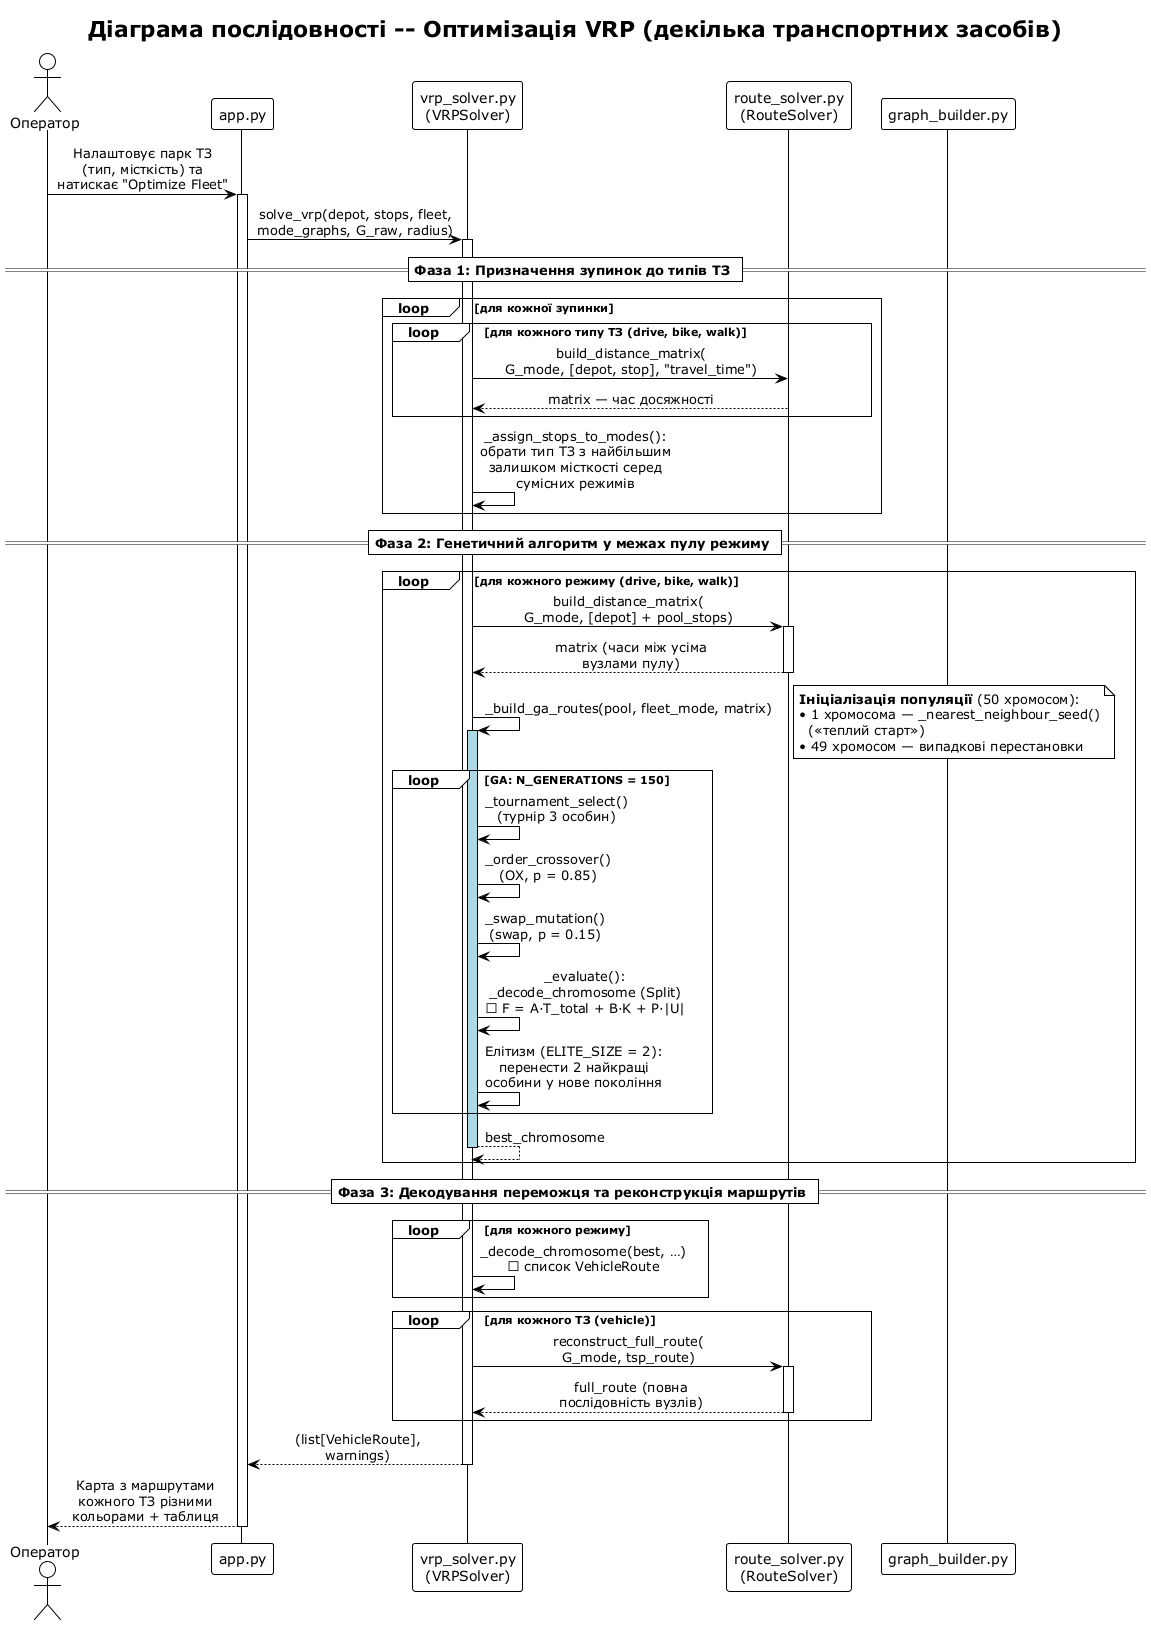 Діаграма послідовності -- Оптимізація VRP (декілька транспортних засобів)
Оператор
app.py
vrp_solver.py
(VRPSolver)
route_solver.py
(RouteSolver)
graph_builder.py
Налаштовує парк ТЗ
(тип, місткість) та
натискає "Optimize Fleet"
solve_vrp(depot, stops, fleet,
mode_graphs, G_raw, radius)
Фаза 1: Призначення зупинок до типів ТЗ
loop [для кожної зупинки]
loop [для кожного типу ТЗ (drive, bike, walk)]
build_distance_matrix(
G_mode, [depot, stop], "travel_time")
matrix — час досяжності
_assign_stops_to_modes():
обрати тип ТЗ з найбільшим
залишком місткості серед
сумісних режимів
Фаза 2: Генетичний алгоритм у межах пулу режиму
loop [для кожного режиму (drive, bike, walk)]
build_distance_matrix(
G_mode, [depot] + pool_stops)
matrix (часи між усіма
вузлами пулу)
_build_ga_routes(pool, fleet_mode, matrix)
Ініціалізація популяції (50 хромосом):
• 1 хромосома — _nearest_neighbour_seed()
(«теплий старт»)
• 49 хромосом — випадкові перестановки
loop [GA: N_GENERATIONS = 150]
_tournament_select()
(турнір 3 особин)
_order_crossover()
(OX, p = 0.85)
_swap_mutation()
(swap, p = 0.15)
_evaluate():
_decode_chromosome (Split)
☐ F = A·T_total + B·K + P·|U|
Елітизм (ELITE_SIZE = 2):
перенести 2 найкращі
особини у нове покоління
best_chromosome
Фаза 3: Декодування переможця та реконструкція маршрутів
loop [для кожного режиму]
_decode_chromosome(best, ...)
☐ список VehicleRoute
loop [для кожного ТЗ (vehicle)]
reconstruct_full_route(
G_mode, tsp_route)
full_route (повна
послідовність вузлів)
(list[VehicleRoute],
warnings)
Карта з маршрутами
кожного ТЗ різними
кольорами + таблиця
Оператор
app.py
vrp_solver.py
(VRPSolver)
route_solver.py
(RouteSolver)
graph_builder.py